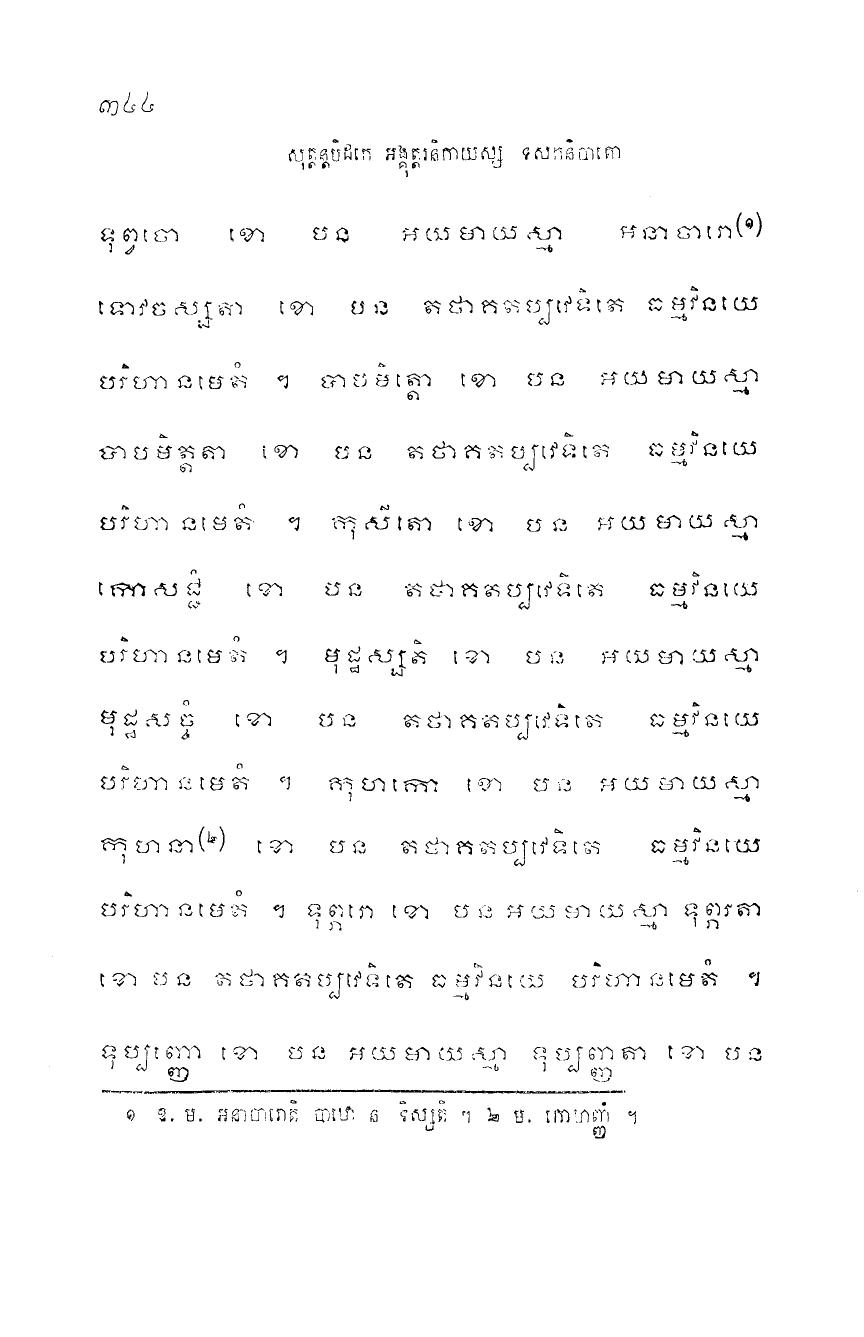 ៣៤៤
សុត្តន្តបិដកេ អង្គុត្តរនិកាយស្ស ទសកនិបាតោ
ទុព្វចោ ខោ បន អយមាយស្មា អនាចារោ(១)
ទោវចស្សតា ខោ បន តថាគតប្បវេទិតេ ធម្មវិនយេ
បរិហានមេតំ ។ បាបមិត្តោ ខោ បន អយមាយស្មា
បាបមិត្តតា ខោ បន តថាគតប្បវេទិតេ ធម្មវិនយេ
បរិហានមេតំ ។ កុសីតោ ខោ បន អយមាយស្មា
កោសជ្ជំ ខោ បន តថាគតប្បវេទិតេ ធម្មវិនយេ
បរិហានមេតំ ។ មុដ្ឋស្សតិ ខោ បន អយមាយស្មា
មុដ្ឋសច្ចំ ខោ បន តថាគតប្បវេទិតេ ធម្មវិនយេ
បរិហានមេតំ ។ កុហកោ ខោ បន អយមាយស្មា
កុហនា(២) ខោ បន តថាគតប្បវេទិតេ ធម្មវិនយេ
បរិហានមេតំ ។ ទុព្ភរោ ខោ បន អយមាយស្មា ទុព្ភរតា
ខោ បន តថាគតប្បវេទិតេ ធម្មវិនយេ បរិហានមេតំ ។
ទុប្បញ្ញោ ខោ បន អយមាយស្មា ទុប្បញ្ញតា ខោ បន
១ ឱ. ម. អនាចារោតិ បាឋោ ន ទិស្សតិ ។ ២ ម. កោហញ្ញំ ។